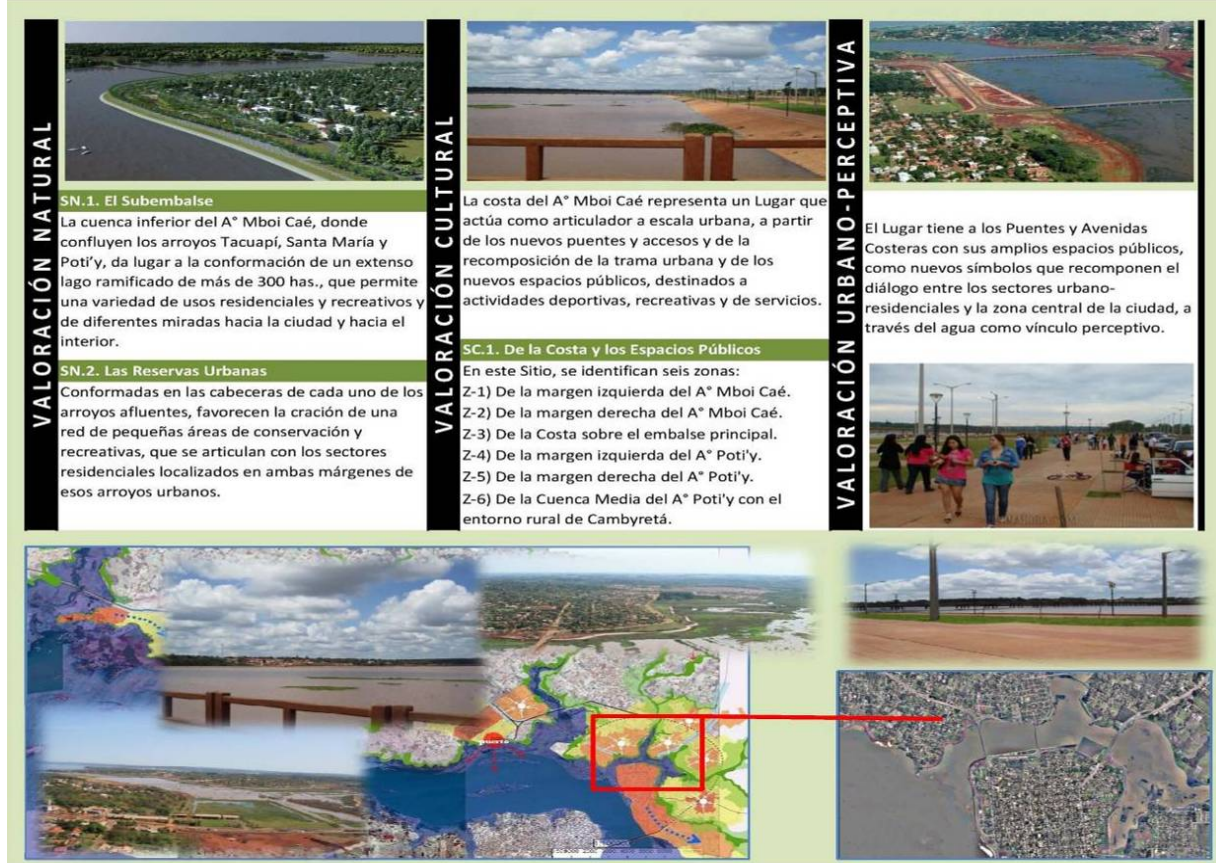 VALORACIÓN NATURAL
SN.1. El Subembalse
La cuenca inferior del A° Mboi Caé, donde
confluyen los arroyos Tacuapí, Santa María y
Poti'y, da lugar a la conformación de un extenso
lago ramificado de más de 300 has., que permite
una variedad de usos residenciales y recreativos y
de diferentes miradas hacia la ciudad y hacia el
interior.
SN.2. Las Reservas Urbanas
Conformadas en las cabeceras de cada uno de los
arroyos afluentes, favorecen la cración de una
red de pequeñas áreas de conservación y
recreativas, que se articulan con los sectores
residenciales localizados en ambas márgenes de
esos arroyos urbanos.
VALORACIÓN CULTURAL
La costa del A° Mboi Caé representa un Lugar que
actúa como articulador a escala urbana, a partir
de los nuevos puentes y accesos y de la
recomposición de la trama urbana y de los
nuevos espacios públicos, destinados a
actividades deportivas, recreativas y de servicios.
SC.1. De la Costa y los Espacios Públicos
En este Sitio, se identifican seis zonas:
Z-1) De la margen izquierda del A° Mboi Caé.
Z-2) De la margen derecha del A° Mboi Caé.
Z-3) De la Costa sobre el embalse principal.
Z-4) De la margen izquierda del A° Poti'y.
Z-5) De la margen derecha del A° Poti'y.
Z-6) De la Cuenca Media del A° Poti'y con el
entorno rural de Cambyretá.
VALORACIÓN URBANO-PERCEPTIVA
El Lugar tiene a los Puentes y Avenidas
Costeras con sus amplios espacios públicos,
como nuevos símbolos que recomponen el
diálogo entre los sectores urbano-
residenciales y la zona central de la ciudad, a
través del agua como vínculo perceptivo.